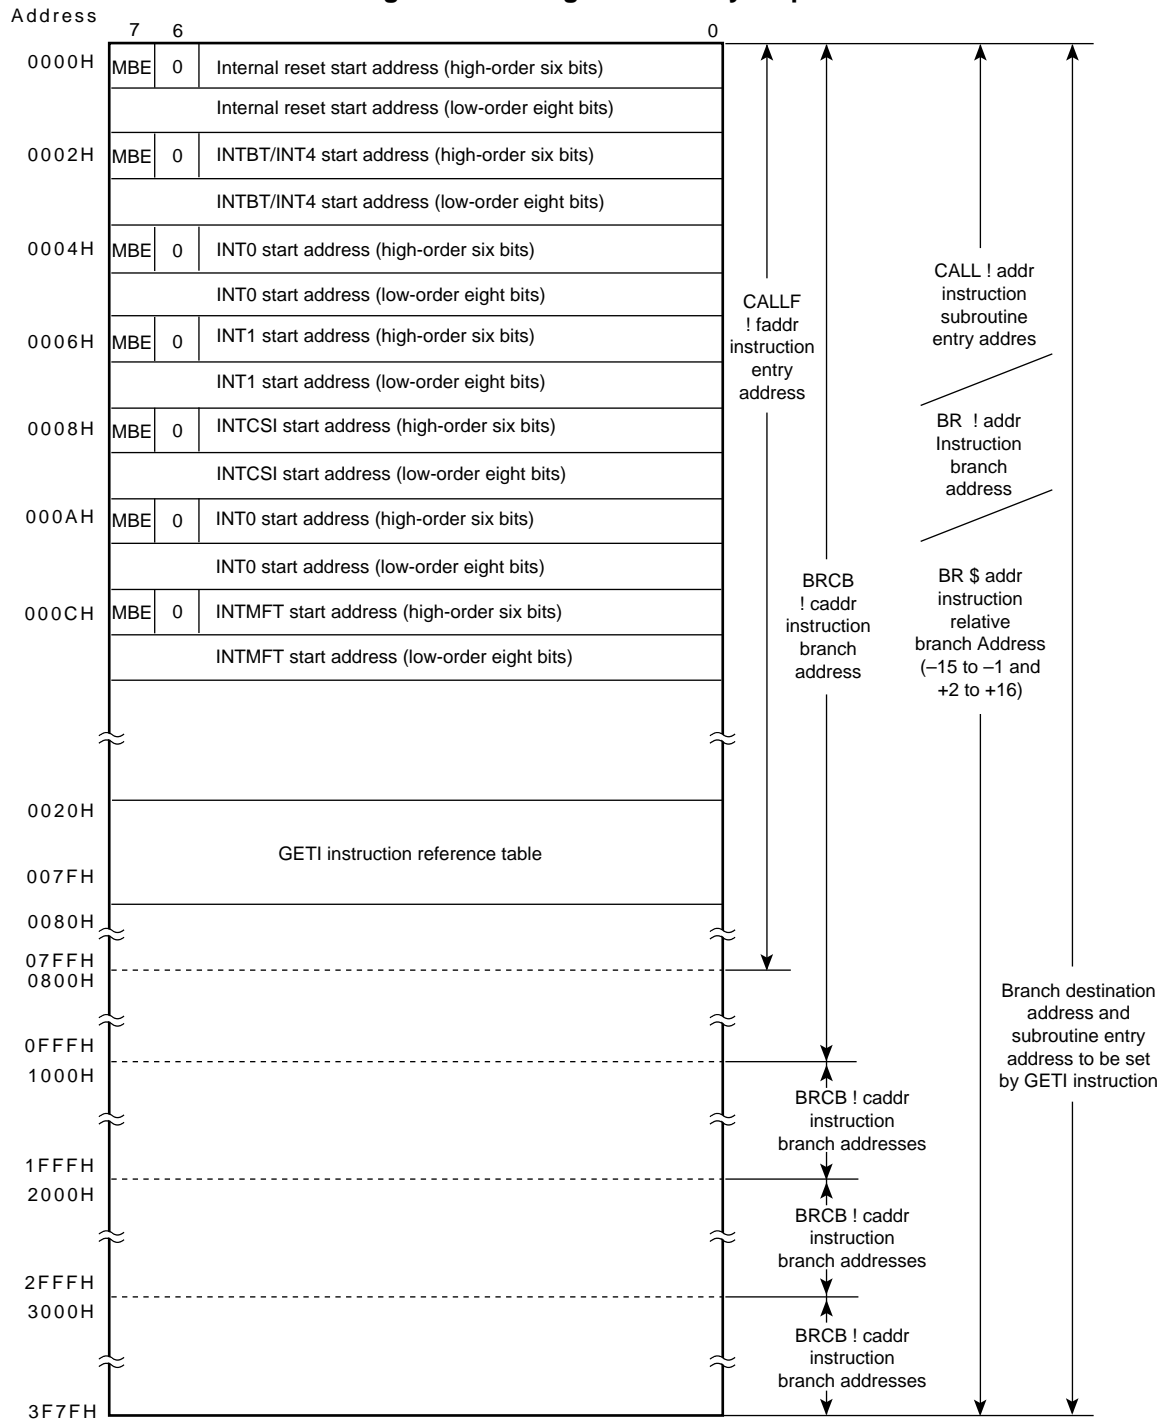 Address
7 6 0
0000H MBE 0 Internal reset start address (high-order six bits)
Internal reset start address (low-order eight bits)
0002H MBE 0 INTBT/INT4 start address (high-order six bits)
INTBT/INT4 start address (low-order eight bits)
0004H MBE 0 INT0 start address (high-order six bits)
INT0 start address (low-order eight bits)
0006H MBE 0 INT1 start address (high-order six bits)
INT1 start address (low-order eight bits)
0008H MBE 0 INTCSI start address (high-order six bits)
INTCSI start address (low-order eight bits)
000AH MBE 0 INT0 start address (high-order six bits)
INT0 start address (low-order eight bits)
000CH MBE 0 INTMFT start address (high-order six bits)
INTMFT start address (low-order eight bits)
0020H
GETI instruction reference table
007FH
0080H
07FFH
0800H
0FFFH
1000H
1FFFH
2000H
2FFFH
3000H
3F7FH
CALLF
! faddr
instruction
entry
address
BRCB
! caddr
instruction
branch
address
BRCB ! caddr
instruction
branch addresses
BRCB ! caddr
instruction
branch addresses
BRCB ! caddr
instruction
branch addresses
CALL ! addr
instruction
subroutine
entry addres
BR ! addr
Instruction
branch
address
BR $ addr
instruction
relative
branch Address
(–15 to –1 and
+2 to +16)
Branch destination
address and
subroutine entry
address to be set
by GETI instruction